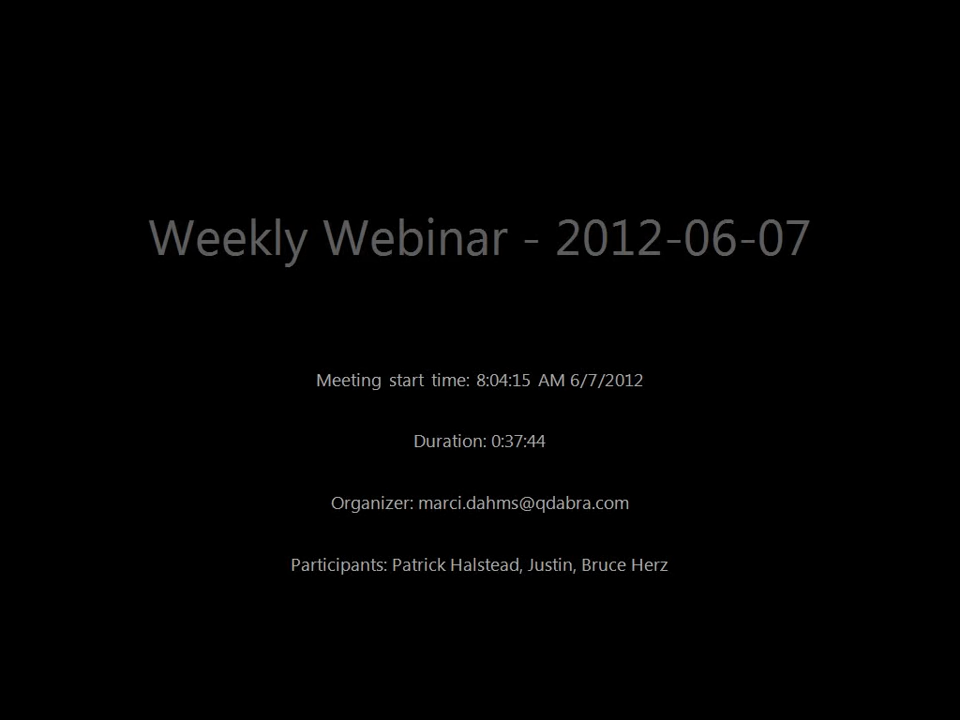 Weekly Webinar - 2012-06-07
Meeting start time: 8:04:15 AM 6/7/2012
Duration: 0:37:44
Organizer: marci.dahms@qdabra.com
Participants: Patrick Halstead, Justin, Bruce Herz